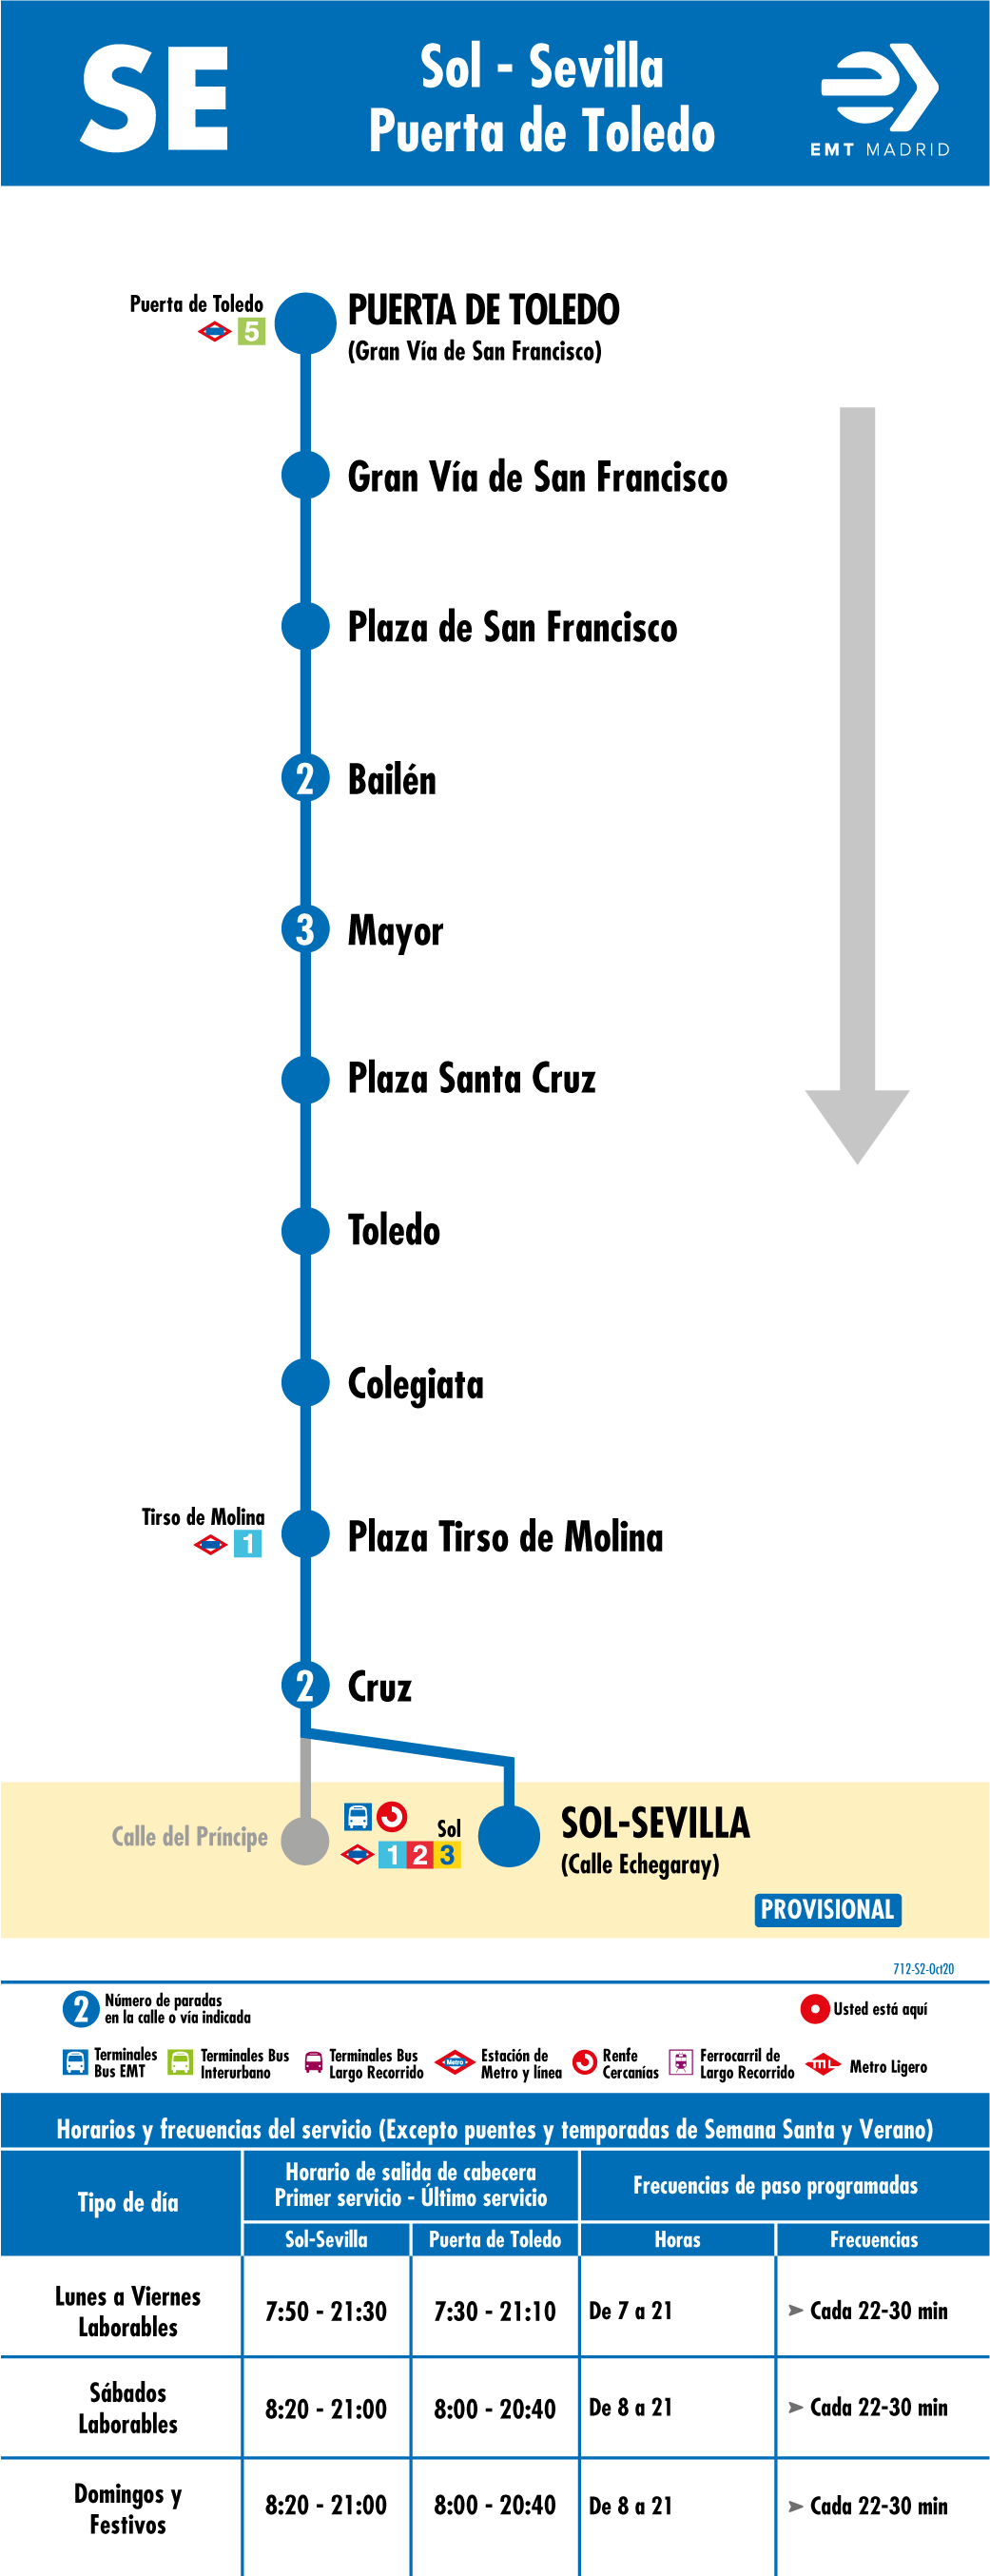 SE
Sol - Sevilla
Puerta de Toledo
EMT MADRID
Puerta de Toledo
5
PUERTA DE TOLEDO
(Gran Vía de San Francisco)
Gran Vía de San Francisco
Plaza de San Francisco
2 Bailén
3 Mayor
Plaza Santa Cruz
Toledo
Colegiata
Tirso de Molina
1
Plaza Tirso de Molina
2 Cruz
Calle del Príncipe
Sol
1 2 3
SOL-SEVILLA
(Calle Echegaray)
PROVISIONAL
712-S2-Oct20
2 Número de paradas
en la calle o vía indicada
Usted está aquí
Terminales
Bus EMT
Terminales Bus
Interurbano
Terminales Bus
Largo Recorrido
Metro
Estación de
Metro y línea
Renfe
Cercanías
Ferrocarril de
Largo Recorrido
ML
Metro Ligero
Horarios y frecuencias del servicio (Excepto puentes y temporadas de Semana Santa y Verano)
Tipo de día
Horario de salida de cabecera
Primer servicio - Último servicio
Frecuencias de paso programadas
Sol-Sevilla
Puerta de Toledo
Horas
Frecuencias
Lunes a Viernes
Laborables
7:50 - 21:30
7:30 - 21:10
De 7 a 21
➢ Cada 22-30 min
Sábados
Laborables
8:20 - 21:00
8:00 - 20:40
De 8 a 21
➢ Cada 22-30 min
Domingos y
Festivos
8:20 - 21:00
8:00 - 20:40
De 8 a 21
➢ Cada 22-30 min